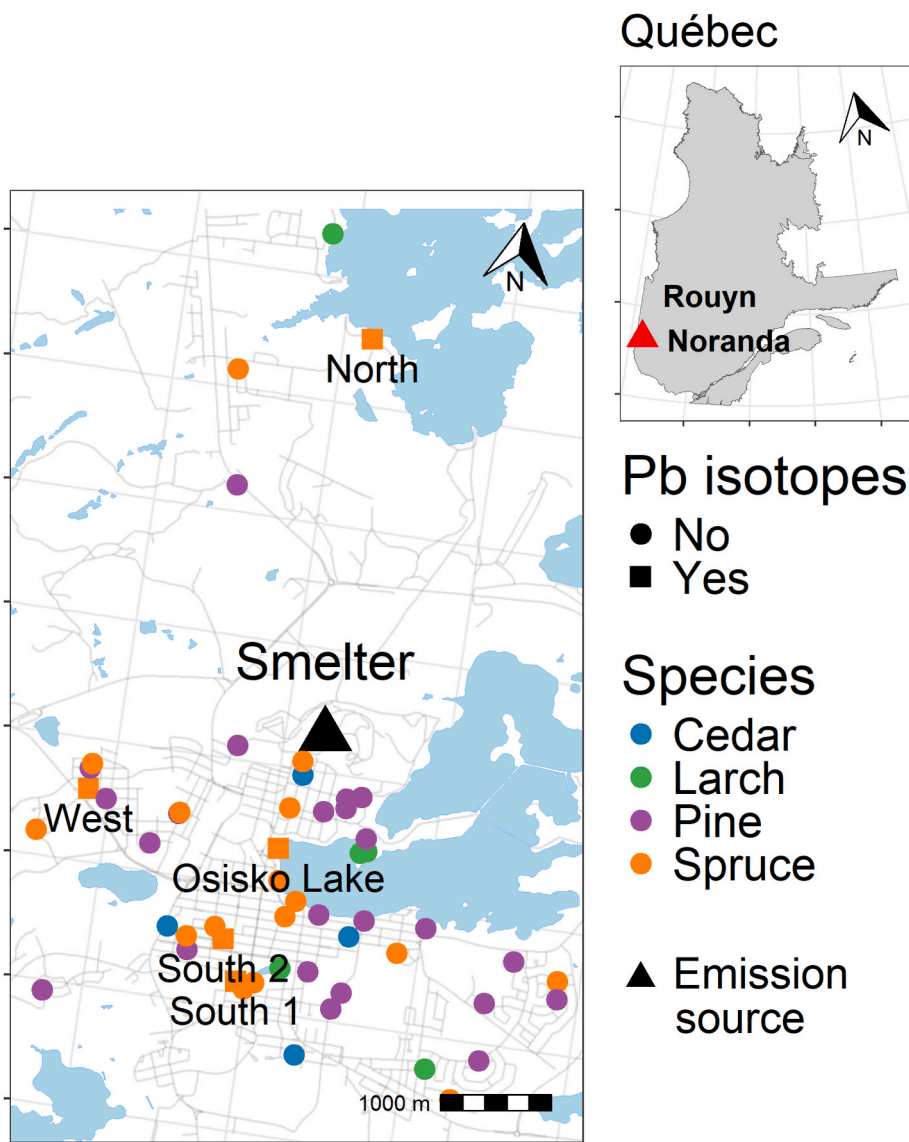 Québec
N
Rouyn
Noranda
N
North
Smelter
West
Osisko Lake
South 2
South 1
1000 m
Pb isotopes
No
Yes
Species
Cedar
Larch
Pine
Spruce
Emission
source